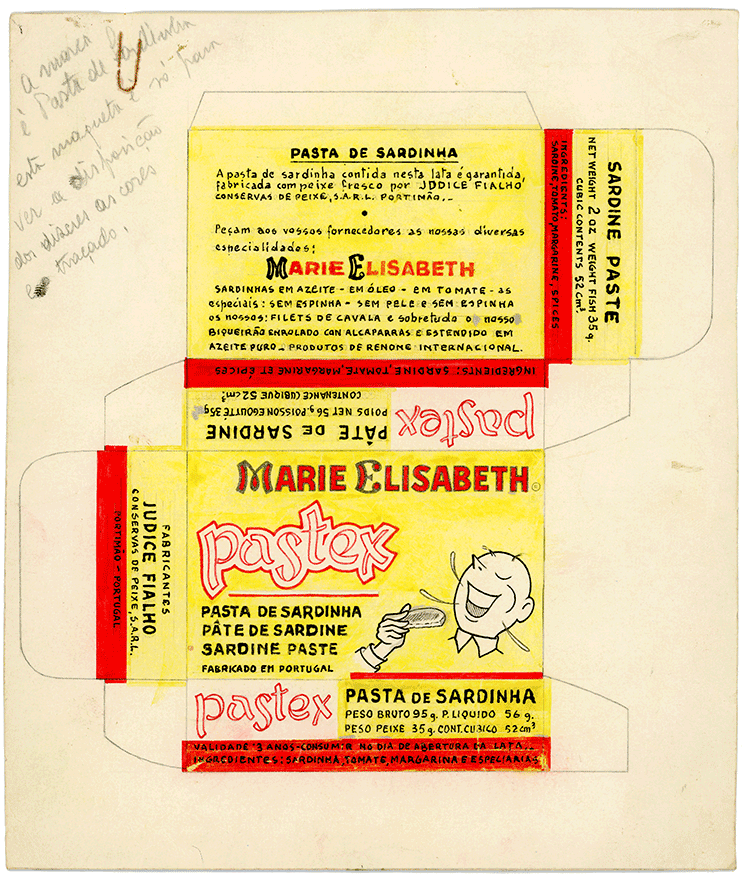 a marca
é Pasta de Sardinha
esta maqueta é só para
ver a disposição
dos dizeres as cores
e o traçado.
PASTA DE SARDINHA
A pasta de sardinha contida nesta lata é garantida,
fabricada com peixe fresco por JUDICE FIALHO
CONSERVAS DE PEIXE, S.A.R.L. PORTIMÃO._
•
Peçam aos vossos fornecedores as nossas diversas
especialidades:
MARIE ELISABETH
SARDINHAS EM AZEITE - EM ÓLEO - EM TOMATE - AS
especiais: SEM ESPINHA - SEM PELE E SEM ESPINHA
OS NOSSOS: FILETS DE CAVALA e sobretudo o nosso
BIQUEIRÃO ENROLADO COM ALCAPARRAS E ESTENDIDO EM
AZEITE PURO._ PRODUTOS DE RENOME INTERNACIONAL.
SARDINE PASTE
NET WEIGHT 2 oz WEIGHT FISH 35 g.
CUBIC CONTENTS 52 cm³
INGREDIENTS:
SARDINE, TOMATO, MARGARINE, SPICES
INGREDIENTS: SARDINE, TOMATE, MARGARINE ET ÉPICES
pastex
PÂTE DE SARDINE
POIDS NET 56 g. POISSON EGOUTTÉ 35g
CONTENANCE CUBIQUE 52 cm³
MARIE ELISABETH
pastex
PASTA DE SARDINHA
PÂTE DE SARDINE
SARDINE PASTE
FABRIKADO EM PORTUGAL
FABRICANTES
JUDICE FIALHO
CONSERVAS DE PEIXE, S.A.R.L.
PORTIMÃO - PORTUGAL
pastex
PASTA DE SARDINHA
PESO BRUTO 95 g. P. LIQUIDO 56 g.
PESO PEIXE 35 g. CONT. CUBICO 52 cm³
VALIDADE 3 ANOS - CONSUMIR NO DIA DE ABERTURA DA LATA._
INGREDIENTES: SARDINHA, TOMATE, MARGARINA E ESPECIARIAS